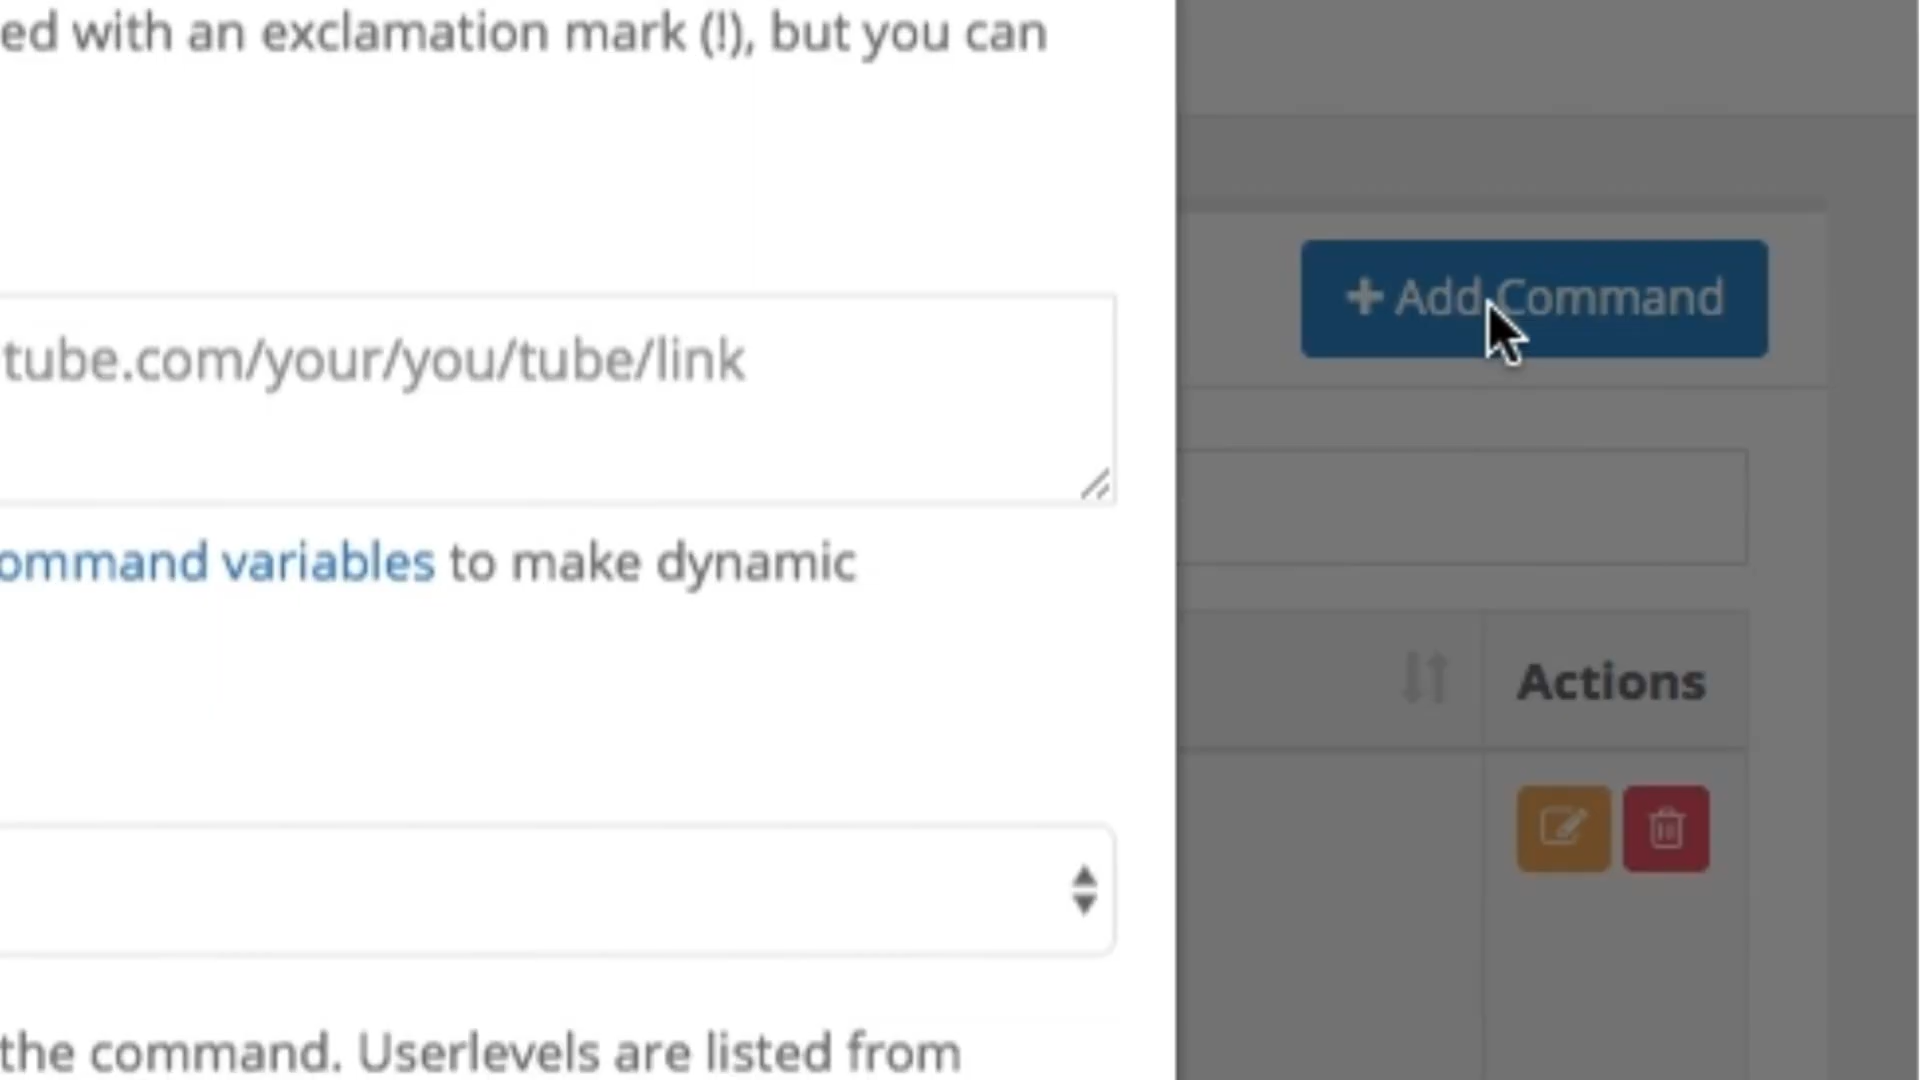 ed with an exclamation mark (!), but you can
Add Command
tube.com/your/you/tube/link
ommand variables to make dynamic
Actions
the command. Userlevels are listed from